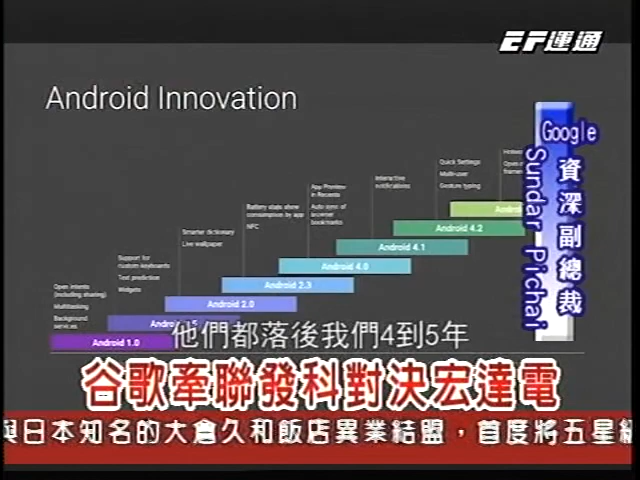 EF運通
Android Innovation
Google 資深副總裁
Sundar Pichai
Quick Settings
Multi-user
Gesture typing
Interactive
notifications
App Preview
in Recents
Auto sync of
browser
bookmarks
Battery stats show
consumption by app
NFC
Smarter dictionary
Live wallpaper
Support for
custom keyboards
Text prediction
Widgets
Open intents
(including sharing)
Multitasking
Background
services
Android 4.2
Android 4.1
Android 4.0
Android 2.3
Android 2.0
Android 1.0
他們都落後我們4到5年
谷歌牽聯發科對決宏達電
與日本知名的大倉久和飯店異業結盟，首度將五星級